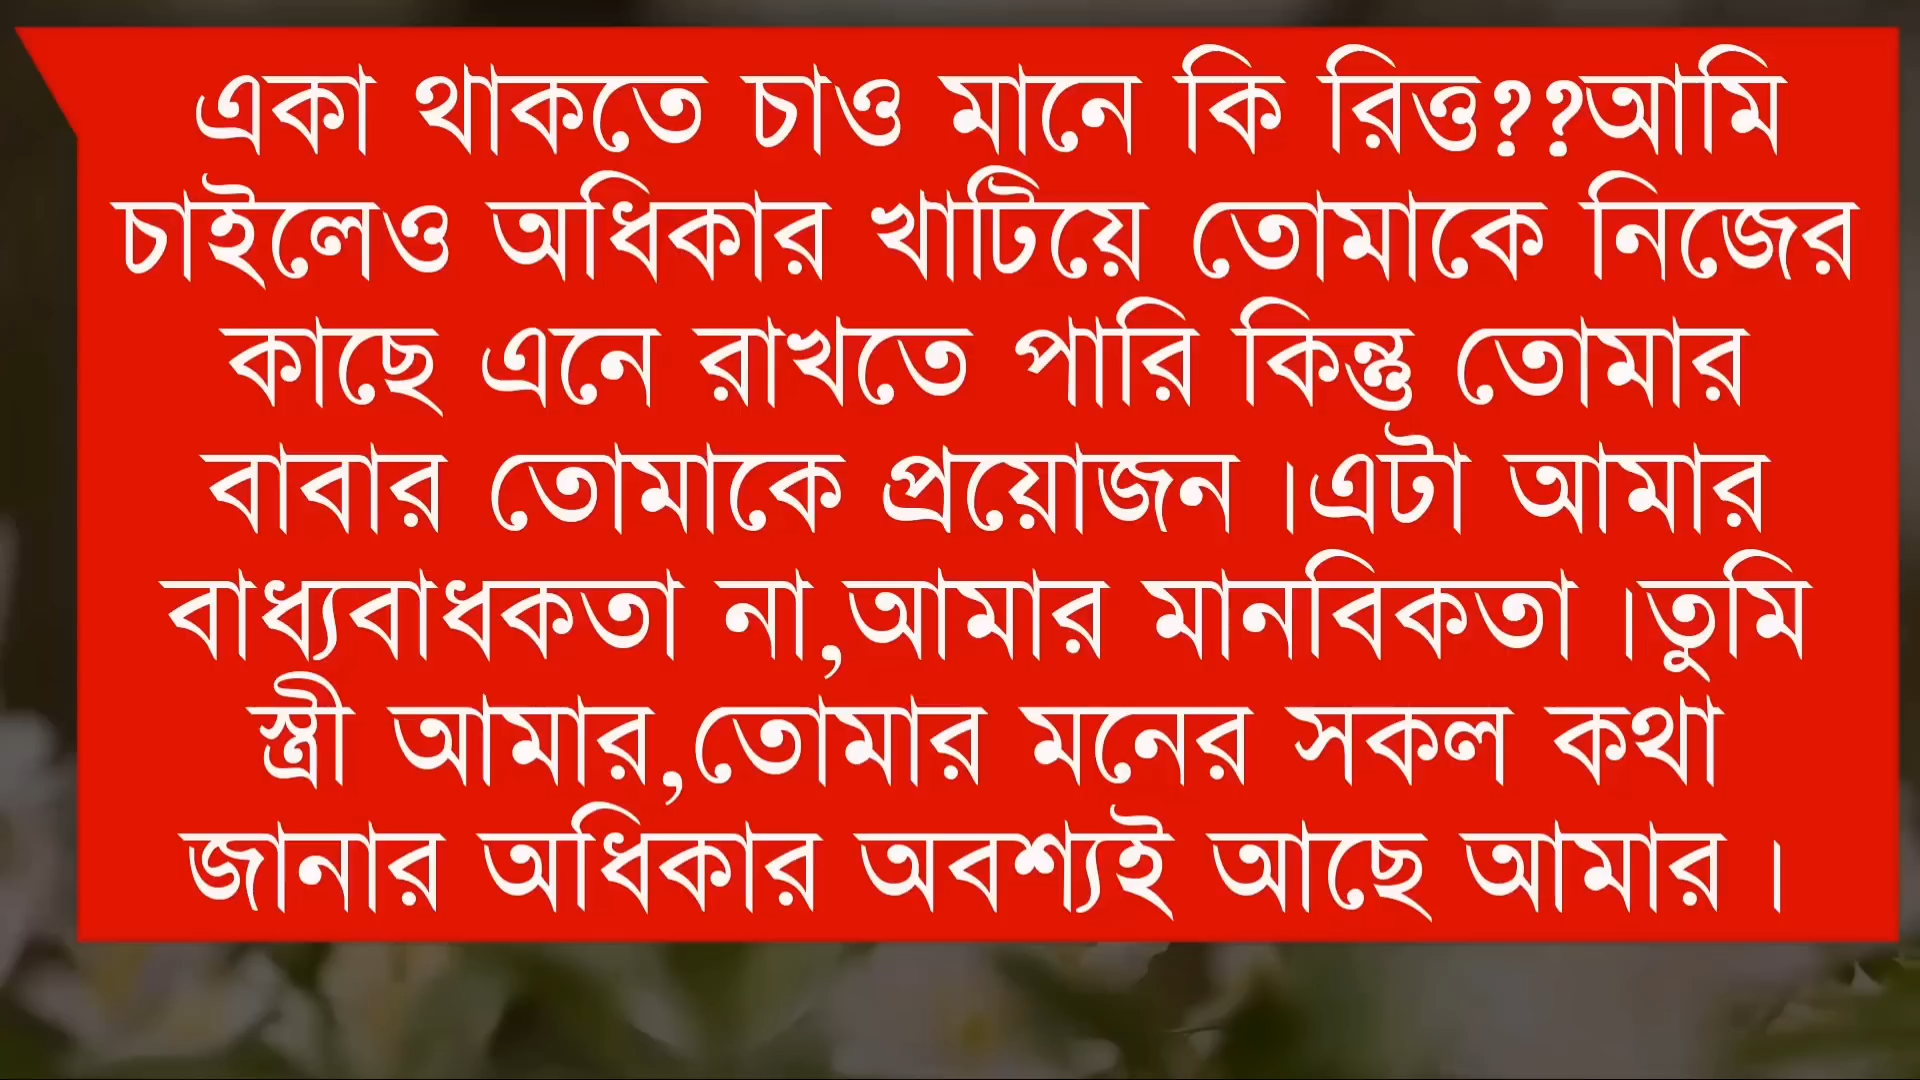 একা থাকতে চাও মানে কি রিত্ত??আমি
চাইলেও অধিকার খাটিয়ে তোমাকে নিজের
কাছে এনে রাখতে পারি কিন্তু তোমার
বাবার তোমাকে প্রয়োজন।এটা আমার
বাধ্যবাধকতা না,আমার মানবিকতা।তুমি
স্ত্রী আমার,তোমার মনের সকল কথা
জানার অধিকার অবশ্যই আছে আমার।